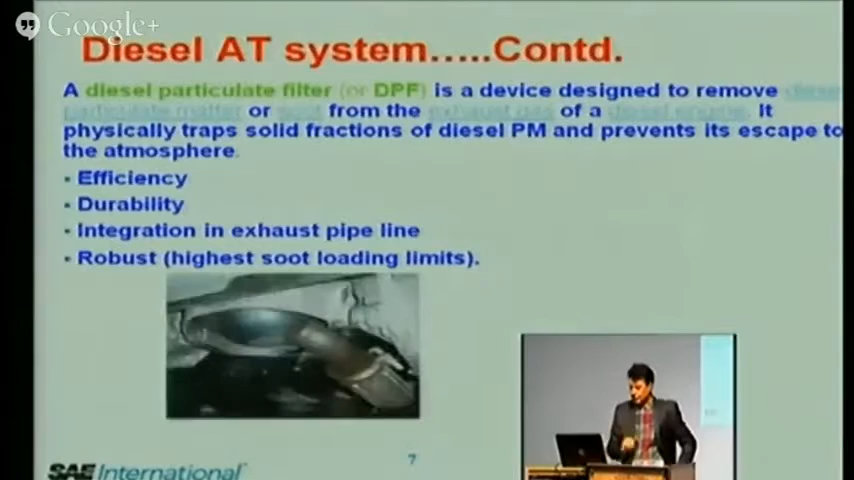 Google+
Diesel AT system.....Contd.
A diesel particulate filter (or DPF) is a device designed to remove diesel
particulate matter or soot from the exhaust gas of a diesel engine. It
physically traps solid fractions of diesel PM and prevents its escape to
the atmosphere.
▪ Efficiency
▪ Durability
▪ Integration in exhaust pipe line
▪ Robust (highest soot loading limits).
SAE International
7